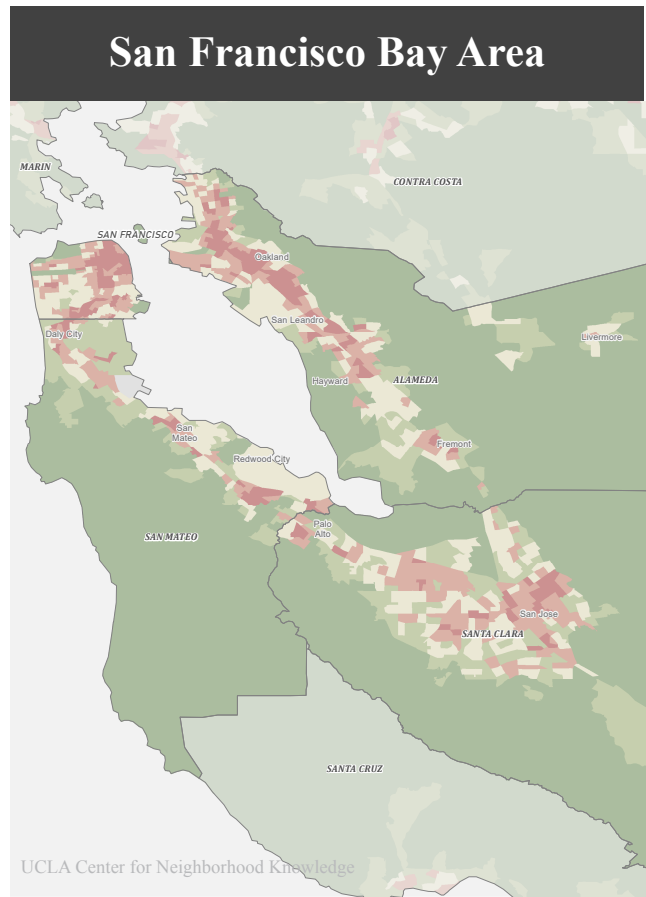 San Francisco Bay Area
MARIN
CONTRA COSTA
SAN FRANCISCO
Oakland
San Leandro
Daly City
Livermore
Hayward
ALAMEDA
San
Mateo
Fremont
Redwood City
Palo
Alto
SAN MATEO
San Jose
SANTA CLARA
SANTA CRUZ
UCLA Center for Neighborhood Knowledge